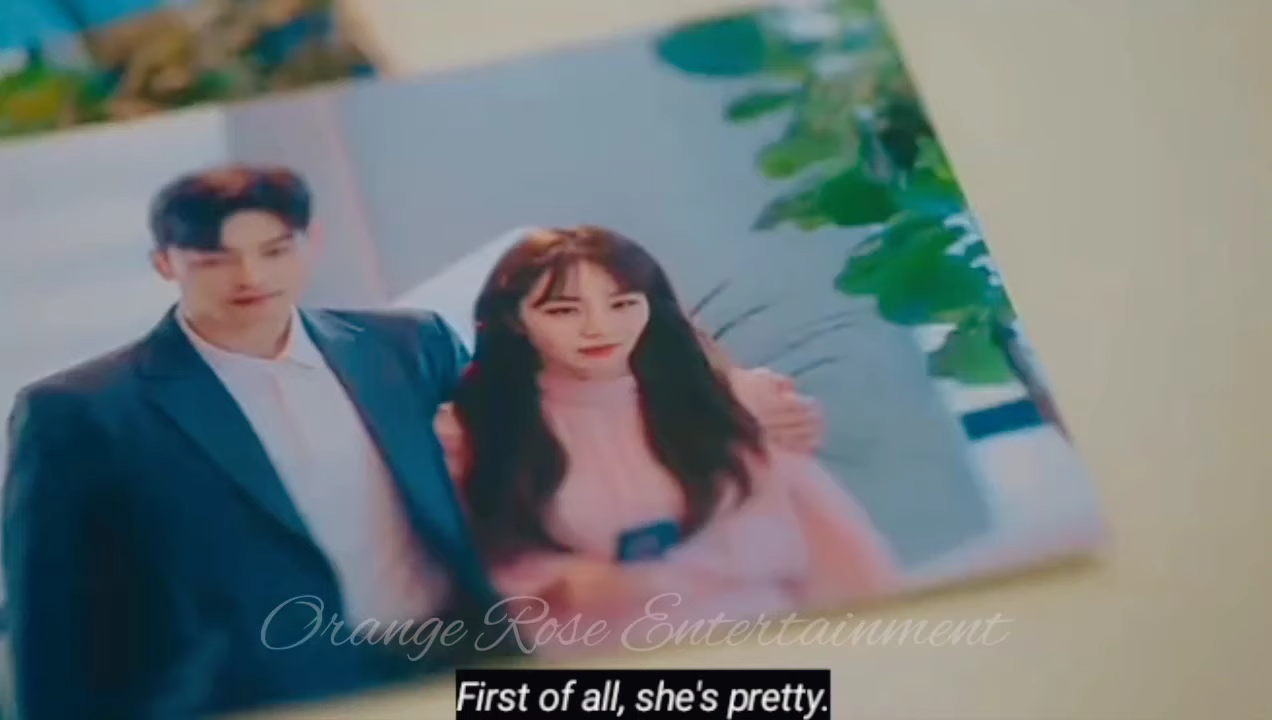 Orange Rose Entertainment
First of all, she's pretty.